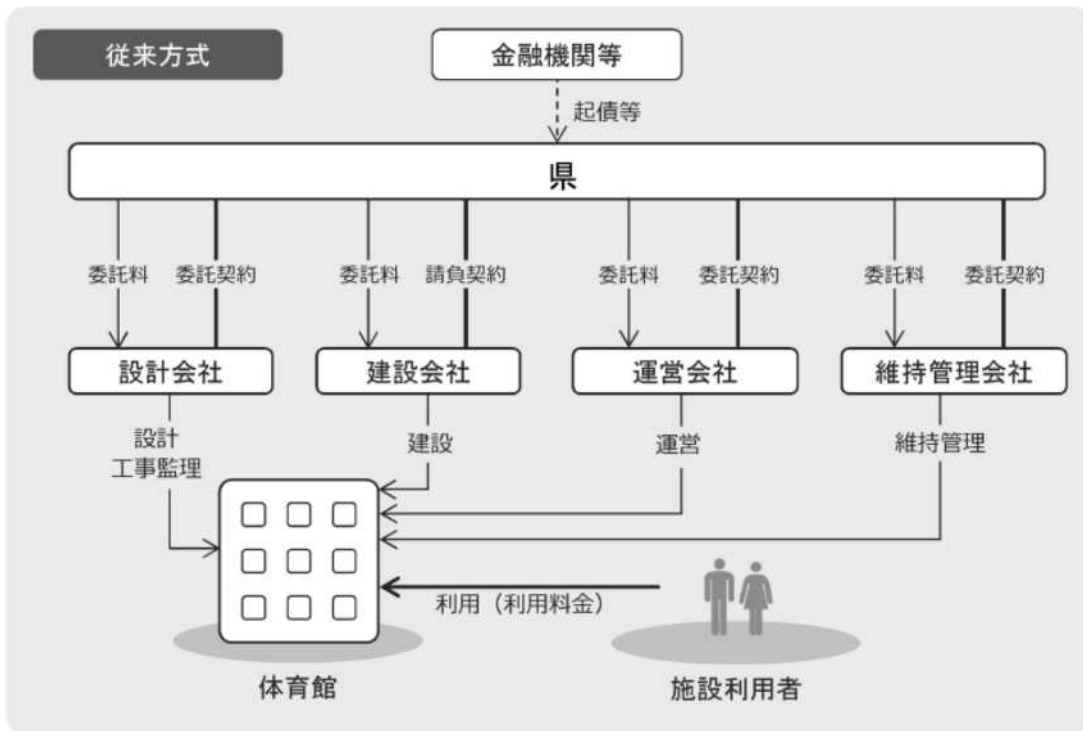 従来方式
金融機関等
起債等
県
委託料
委託契約
委託料
請負契約
委託料
委託契約
委託料
委託契約
設計会社
建設会社
運営会社
維持管理会社
設計
工事監理
建設
運営
維持管理
利用（利用料金）
体育館
施設利用者